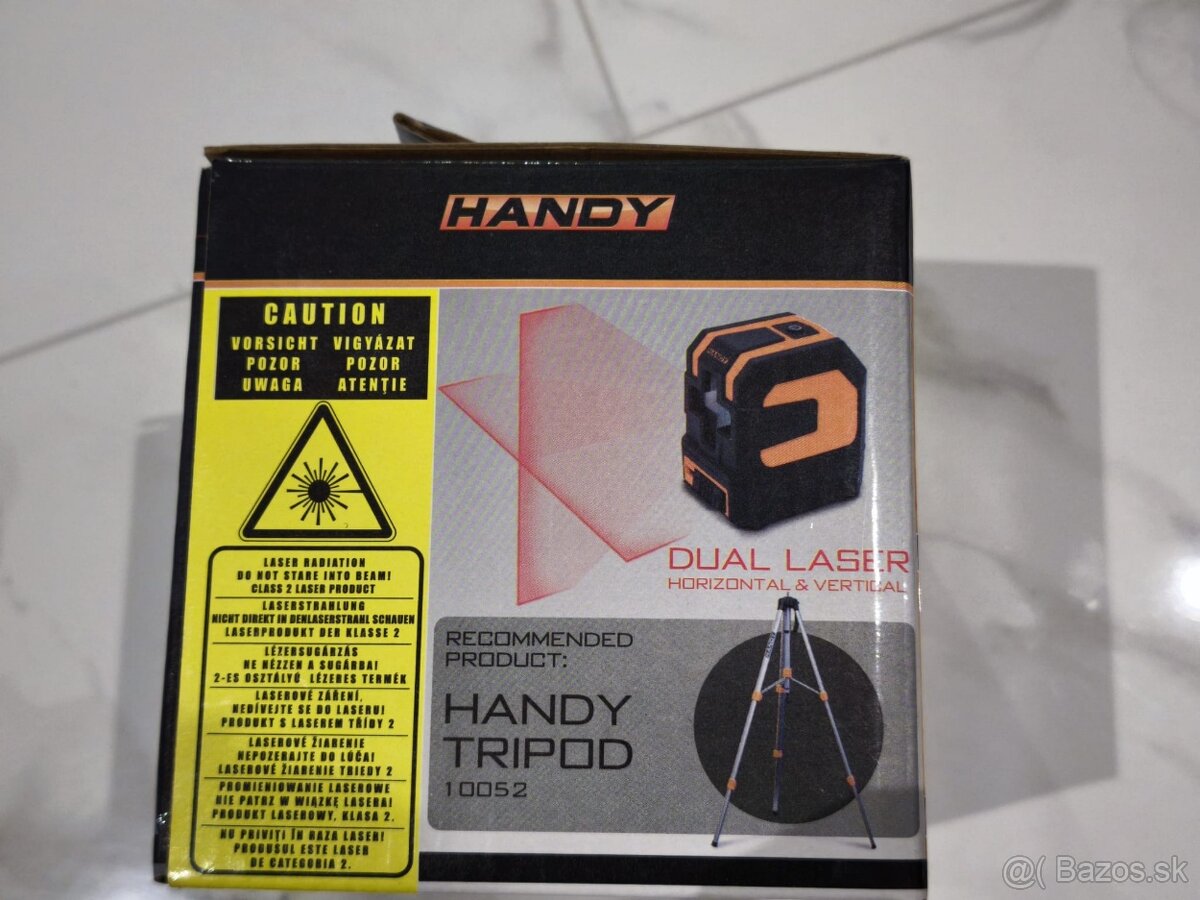 HANDY
CAUTION
VORSICHT VIGYÁZAT
POZOR POZOR
UWAGA ATENŢIE
LASER RADIATION
DO NOT STARE INTO BEAM!
CLASS 2 LASER PRODUCT
LASERSTRAHLUNG
NICHT DIREKT IN DENLASERSTRAHL SCHAUEN
LASERPRODUKT DER KLASSE 2
LÉZERSUGÁRZÁS
NE NÉZZEN A SUGÁRBA!
2-ES OSZTÁLYÚ LÉZERES TERMÉK
LASEROVÉ ZÁŘENÍ,
NEDÍVEJTE SE DO LASERU!
PRODUKT S LASEREM TŘÍDY 2
LASEROVÉ ŽIARENIE
NEPOZERAJTE DO LÚČA!
LASEROVÉ ŽIARENIE TRIEDY 2
PROMIENIOWANIE LASEROWE
NIE PATRZ W WIĄZKĘ LASERA!
PRODUKT LASEROWY, KLASA 2.
NU PRIVIȚI ÎN RAZA LASER!
PRODUSUL ESTE LASER
DE CATEGORIA 2.
DUAL LASER
HORIZONTAL & VERTICAL
RECOMMENDED
PRODUCT:
HANDY
TRIPOD
10052
@( Bazos.sk